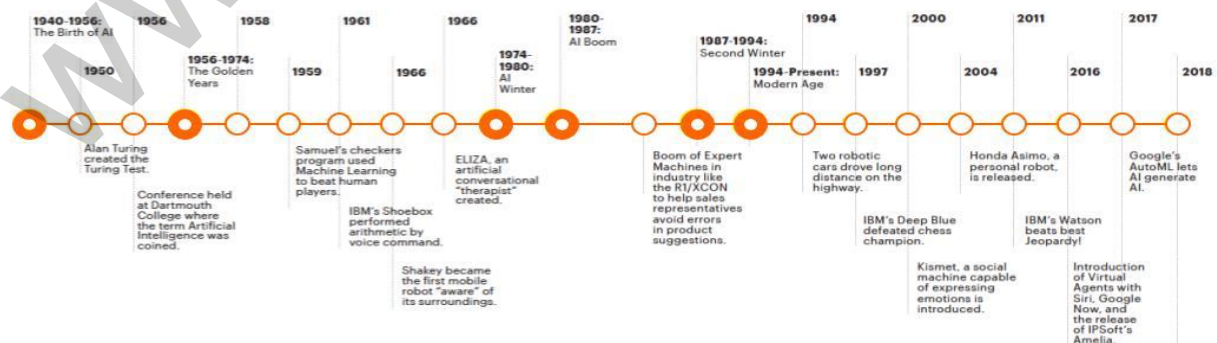 1940-1956:
The Birth of AI
1950
1956
1956-1974:
The Golden
Years
1958
1959
1961
1966
1966
1974-
1980:
AI
Winter
1980-
1987:
AI Boom
1987-1994:
Second Winter
1994-Present:
Modern Age
1994
1997
2000
2004
2011
2016
2017
2018
Alan Turing
created the
Turing Test.
Conference held
at Dartmouth
College where
the term Artificial
Intelligence was
coined.
Samuel's checkers
program used
Machine Learning
to beat human
players.
IBM's Shoebox
performed
arithmetic by
voice command.
Shakey became
the first mobile
robot "aware" of
its surroundings.
ELIZA, an
artificial
conversational
"therapist"
created.
Boom of Expert
Machines in
industry like
the R1/XCON
to help sales
representatives
avoid errors
in product
suggestions.
Two robotic
cars drove long
distance on the
highway.
IBM's Deep Blue
defeated chess
champion.
Kismet, a social
machine capable
of expressing
emotions is
introduced.
Honda Asimo, a
personal robot,
is released.
IBM's Watson
beats best
Jeopardy!
Introduction
of Virtual
Agents with
Siri, Google
Now, and
the release
of IPSoft's
Amelia.
Google's
AutoML lets
AI generate
AI.